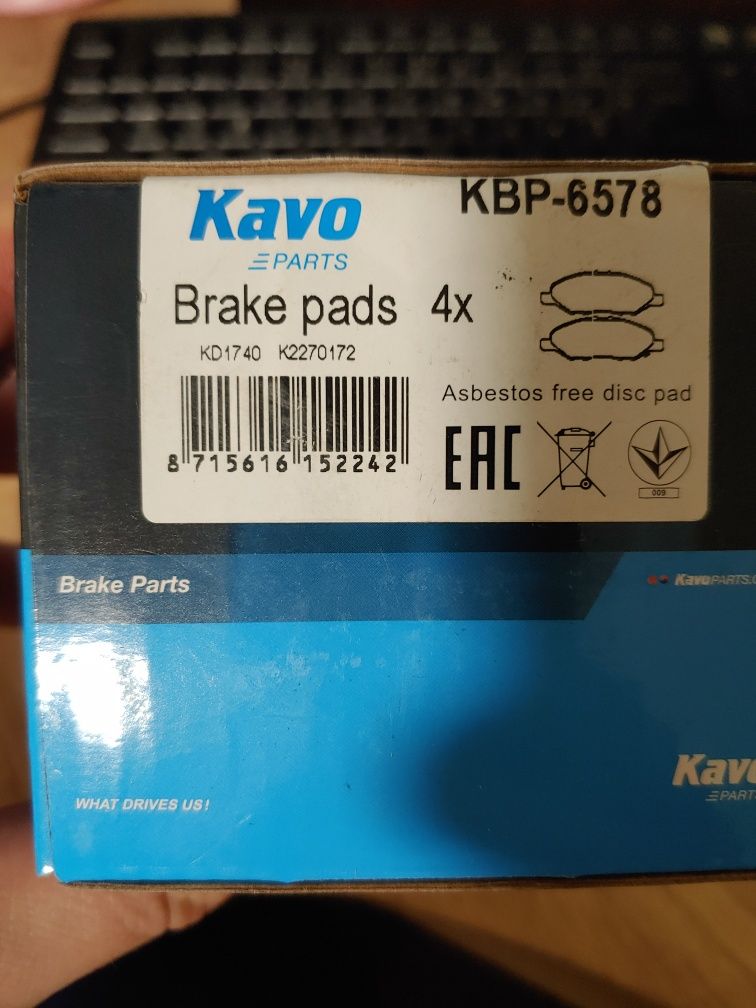 Kavo
PARTS
KBP-6578
Brake pads 4x
KD1740 K2270172
Asbestos free disc pad
8 715616 152242
EAC
009
Brake Parts
KavoPARTS.
WHAT DRIVES US!
Kavo
PARTS